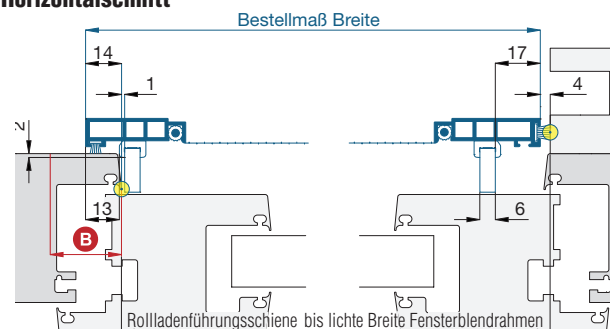 Horizontalschnitt
Bestellmaß Breite
14
17
1
4
2
13
B
6
Rollladenführungsschiene bis lichte Breite Fensterblendrahmen